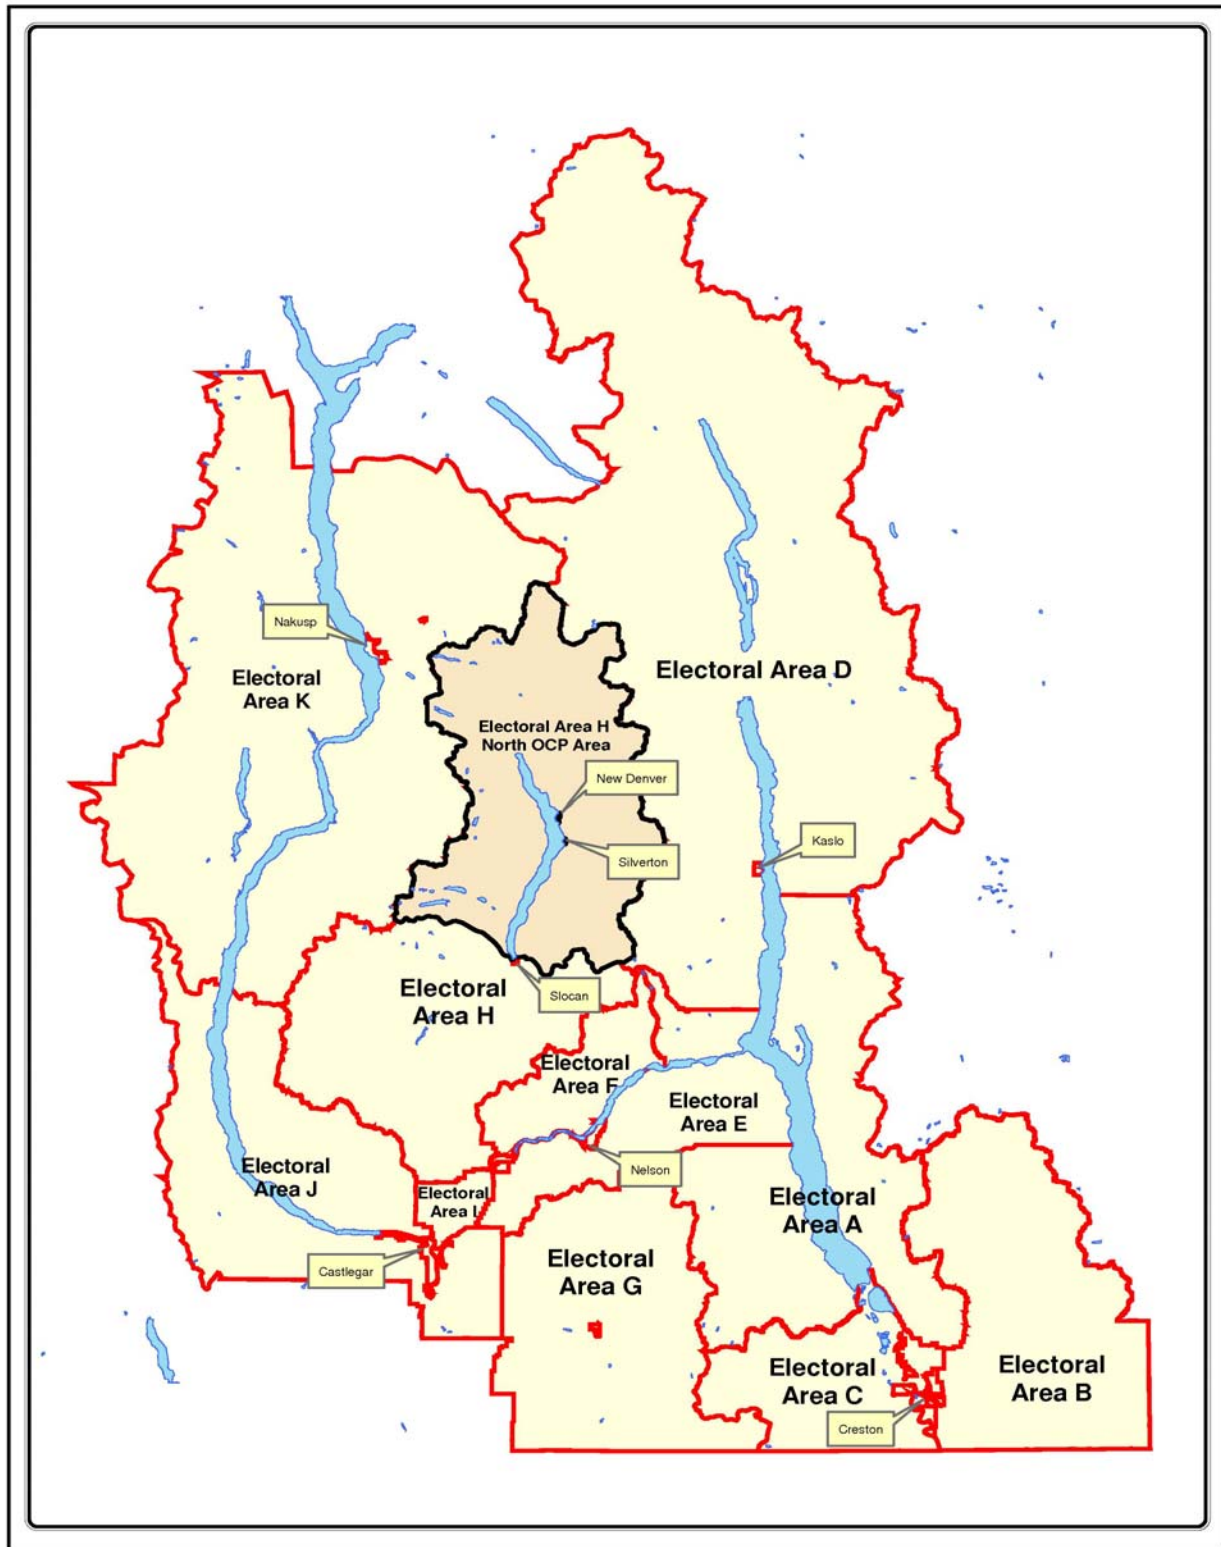 Nakusp
Electoral
Area K
Electoral Area D
Electoral Area H
North OCP Area
New Denver
Kaslo
Silverton
Electoral
Area H
Slocan
Electoral
Area F
Electoral
Area E
Electoral
Area J
Nelson
Electoral
Area I
Electoral
Area A
Castlegar
Electoral
Area G
Electoral
Area C
Electoral
Area B
Creston